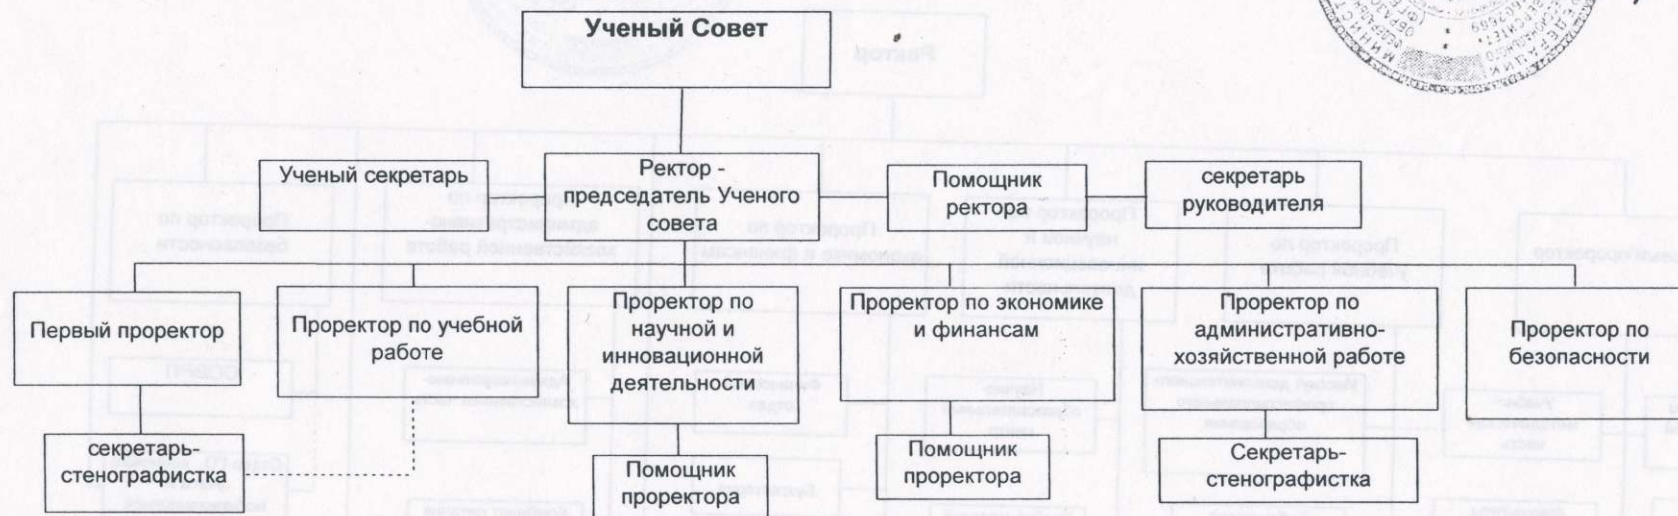 Ученый Совет
Ученый секретарь
Ректор -
председатель Ученого
совета
Помощник
ректора
секретарь
руководителя
Первый проректор
Проректор по учебной
работе
Проректор по
научной и
инновационной
деятельности
Проректор по экономике
и финансам
Проректор по
административно-
хозяйственной работе
Проректор по
безопасности
секретарь-
стенографистка
Помощник
проректора
Помощник
проректора
Секретарь-
стенографистка